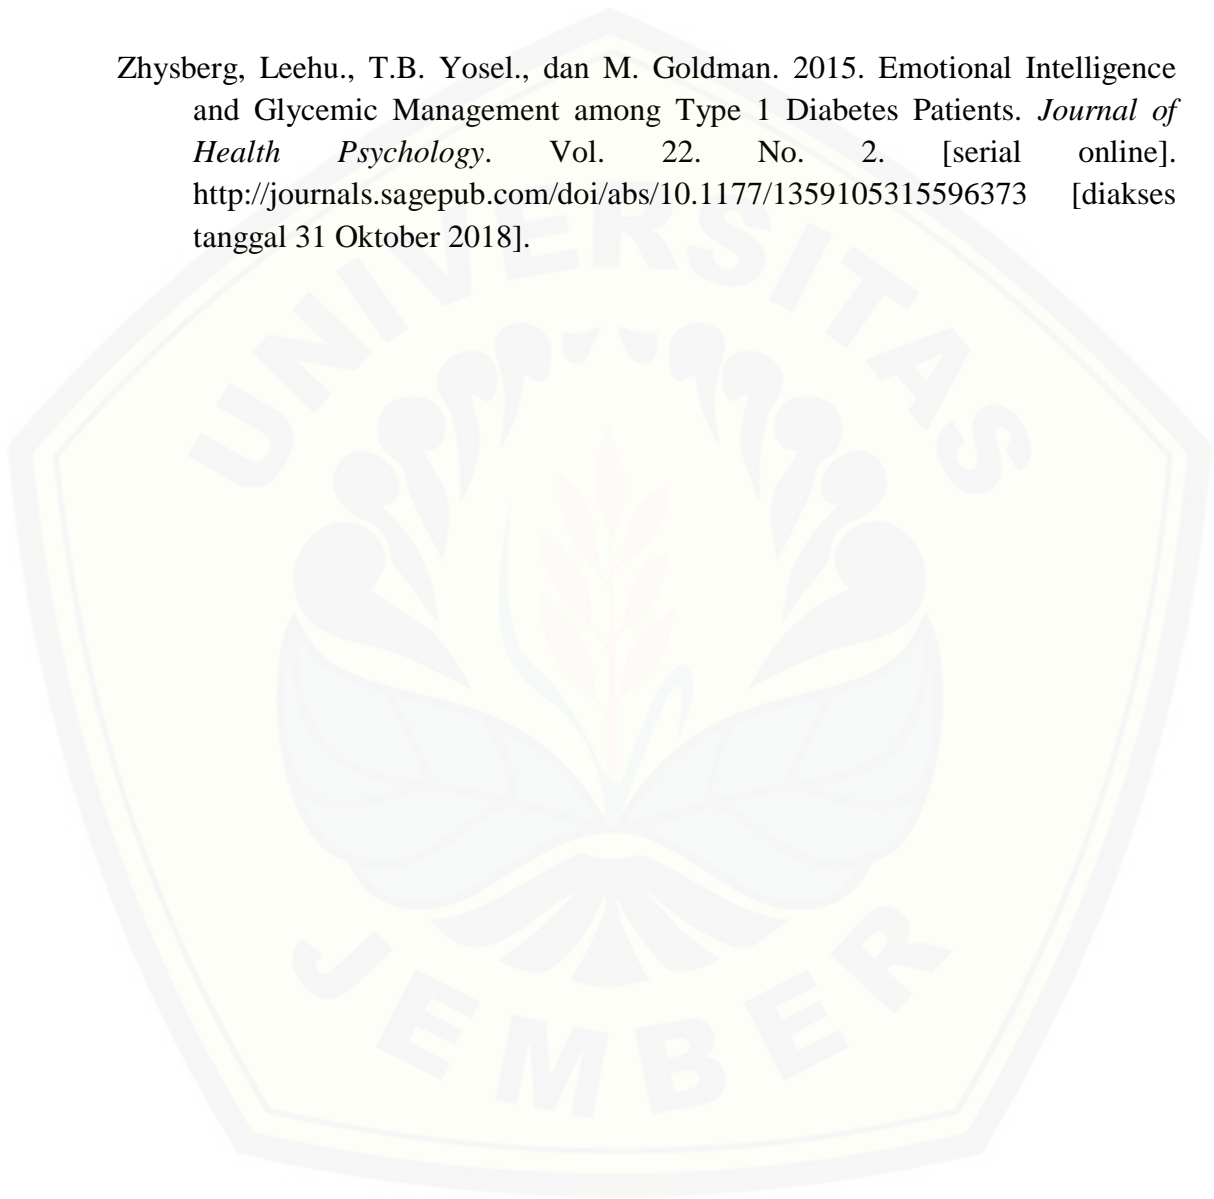 Zhysberg, Leehu., T.B. Yosel., dan M. Goldman. 2015. Emotional Intelligence
and Glycemic Management among Type 1 Diabetes Patients. Journal of
Health Psychology. Vol. 22. No. 2. [serial online].
http://journals.sagepub.com/doi/abs/10.1177/1359105315596373 [diakses
tanggal 31 Oktober 2018].
UNIVERSITAS
JEMBER